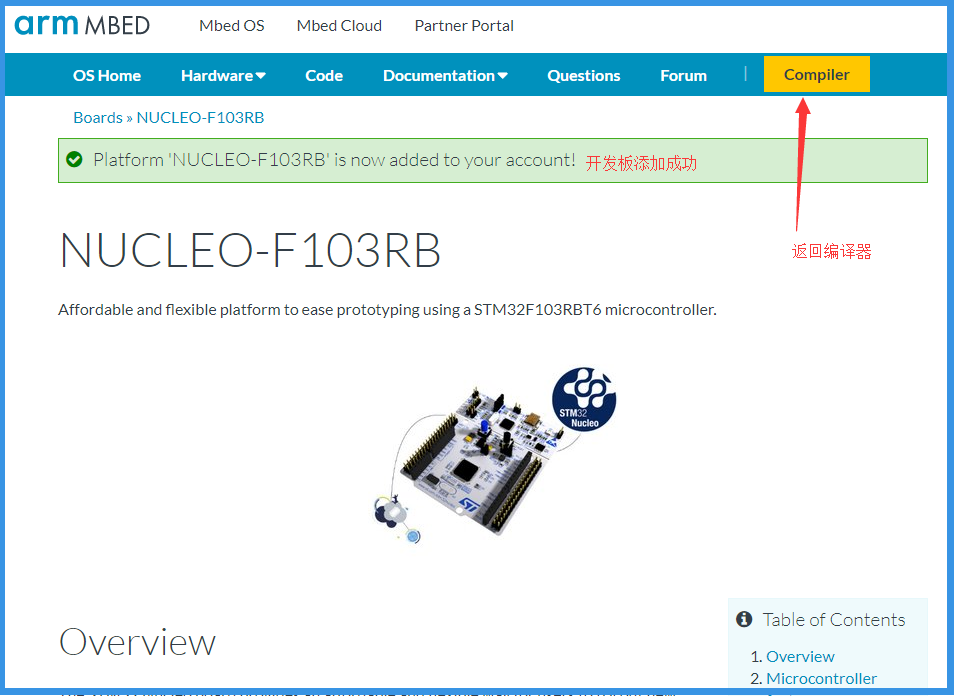 arm MBED
Mbed OS Mbed Cloud Partner Portal
OS Home Hardware Code Documentation Questions Forum | Compiler
Boards » NUCLEO-F103RB
Platform 'NUCLEO-F103RB' is now added to your account! 开发板添加成功
返回编译器
NUCLEO-F103RB
Affordable and flexible platform to ease prototyping using a STM32F103RBT6 microcontroller.
STM32
Nucleo
ST
Table of Contents
Overview
1. Overview
2. Microcontroller